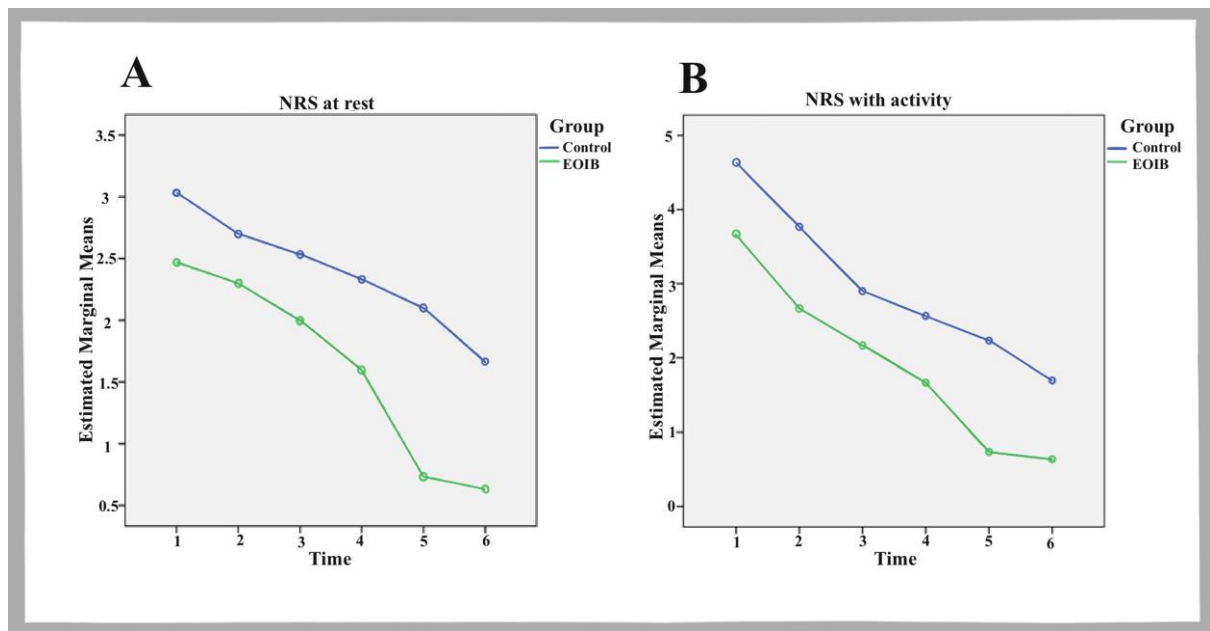 A
NRS at rest
Group
Control
EOIB
Estimated Marginal Means
3.5
3
2.5
2
1.5
1
0.5
1 2 3 4 5 6
Time
B
NRS with activity
Group
Control
EOIB
Estimated Marginal Means
5
4
3
2
1
0
1 2 3 4 5 6
Time